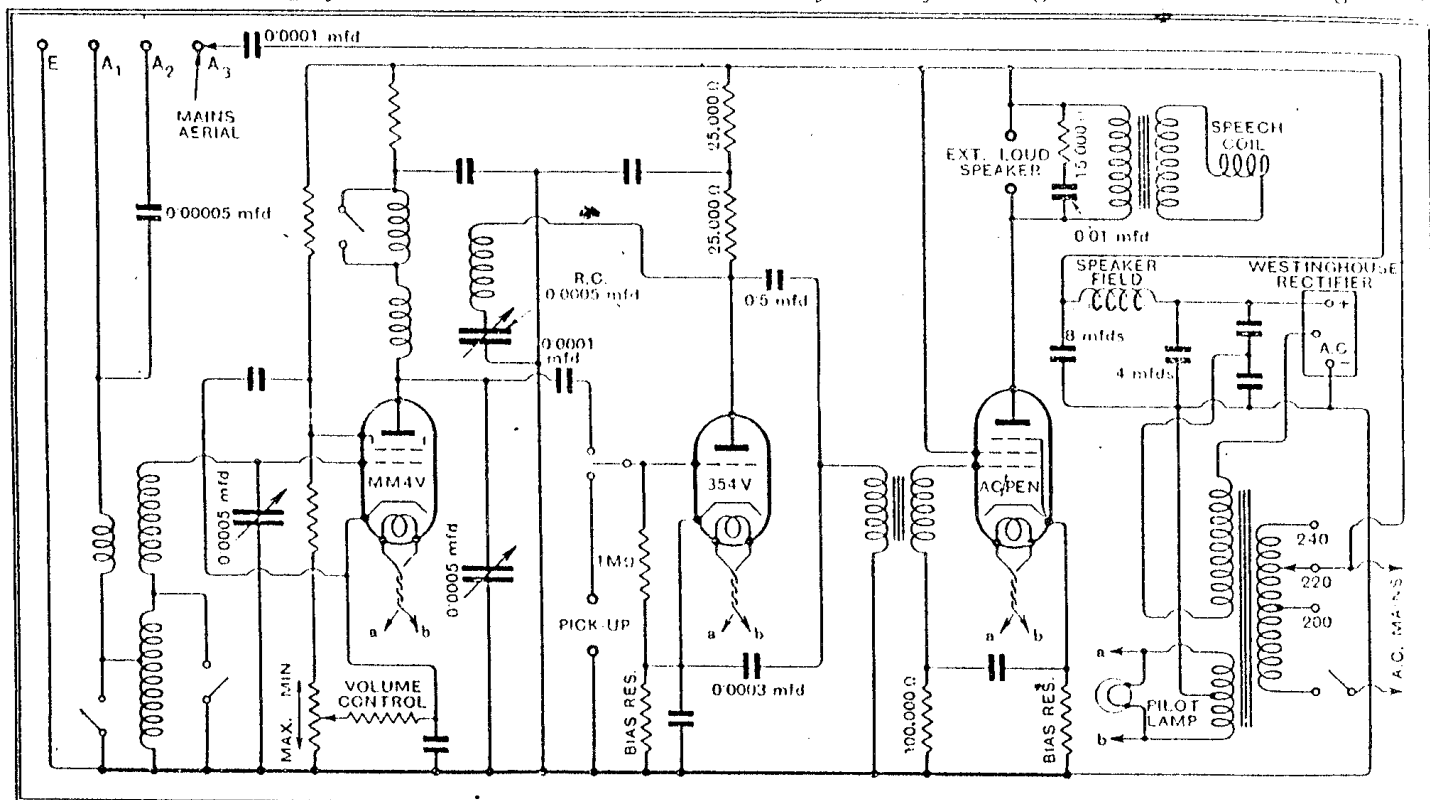 E
A1
A2
A3
0·0001 mfd
MAINS
AERIAL
0·00005 mfd
25,000 Ω
25,000 Ω
EXT. LOUD
SPEAKER
15,000 Ω
0·01 mfd
SPEECH
COIL
R.C.
0·0005 mfd
0·0001
mfd
0·5 mfd
SPEAKER
FIELD
WESTINGHOUSE
RECTIFIER
+
A.C.
−
8 mfds
4 mfds
0·0005 mfd
MM4V
a
b
0·0005 mfd
354V
a
b
1MΩ
PICK-UP
AC/PEN
a
b
240
220
200
A.C. MAINS
MAX.
MIN
VOLUME
CONTROL
BIAS RES.
0·0003 mfd
100,000 Ω
BIAS RES.
a
b
PILOT
LAMP